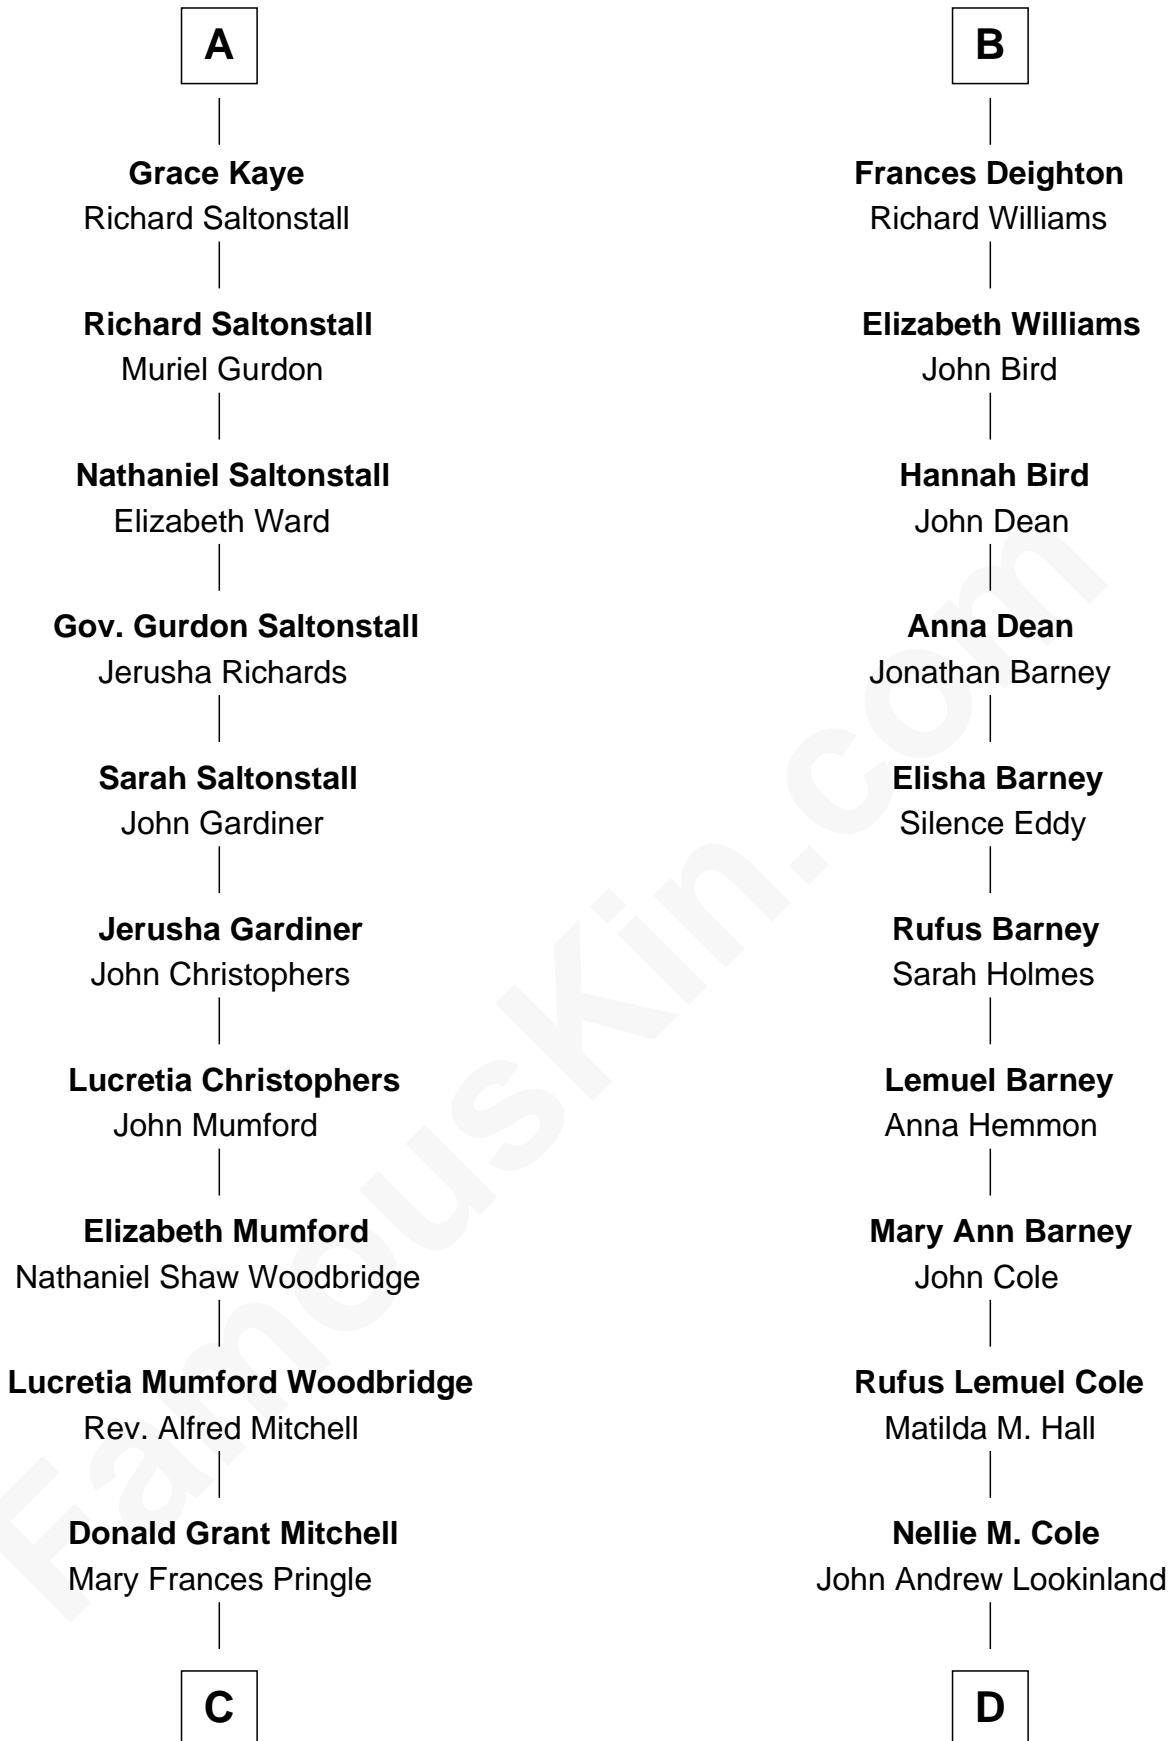 A
Grace Kaye
Richard Saltonstall
Richard Saltonstall
Muriel Gurdon
Nathaniel Saltonstall
Elizabeth Ward
Gov. Gurdon Saltonstall
Jerusha Richards
Sarah Saltonstall
John Gardiner
Jerusha Gardiner
John Christophers
Lucretia Christophers
John Mumford
Elizabeth Mumford
Nathaniel Shaw Woodbridge
Lucretia Mumford Woodbridge
Rev. Alfred Mitchell
Donald Grant Mitchell
Mary Frances Pringle
C
B
Frances Deighton
Richard Williams
Elizabeth Williams
John Bird
Hannah Bird
John Dean
Anna Dean
Jonathan Barney
Elisha Barney
Silence Eddy
Rufus Barney
Sarah Holmes
Lemuel Barney
Anna Hemmon
Mary Ann Barney
John Cole
Rufus Lemuel Cole
Matilda M. Hall
Nellie M. Cole
John Andrew Lookinland
D
FamousKin.com